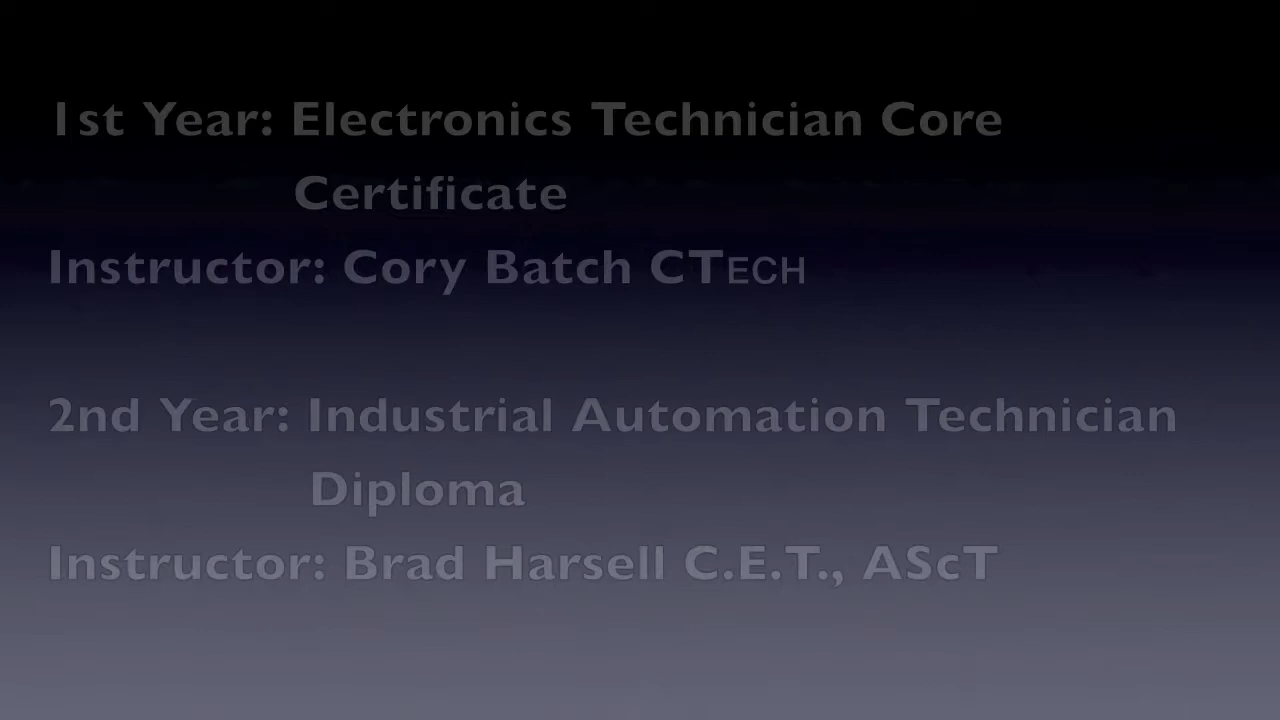 1st Year: Electronics Technician Core
Certificate
Instructor: Cory Batch CTECH
2nd Year: Industrial Automation Technician
Diploma
Instructor: Brad Harsell C.E.T., AScT